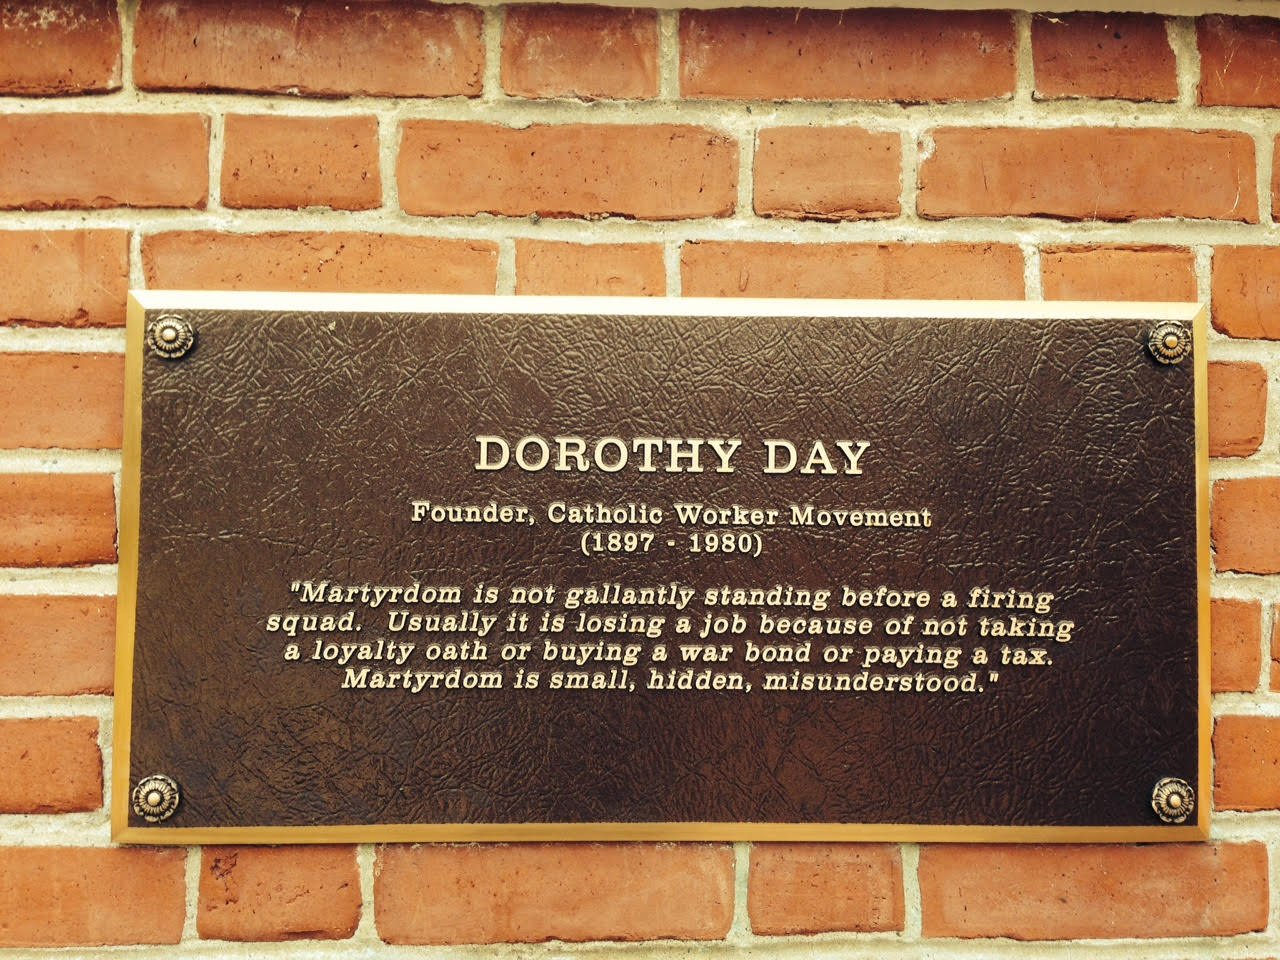 DOROTHY DAY
Founder, Catholic Worker Movement
(1897 - 1980)
"Martyrdom is not gallantly standing before a firing
squad. Usually it is losing a job because of not taking
a loyalty oath or buying a war bond or paying a tax.
Martyrdom is small, hidden, misunderstood."